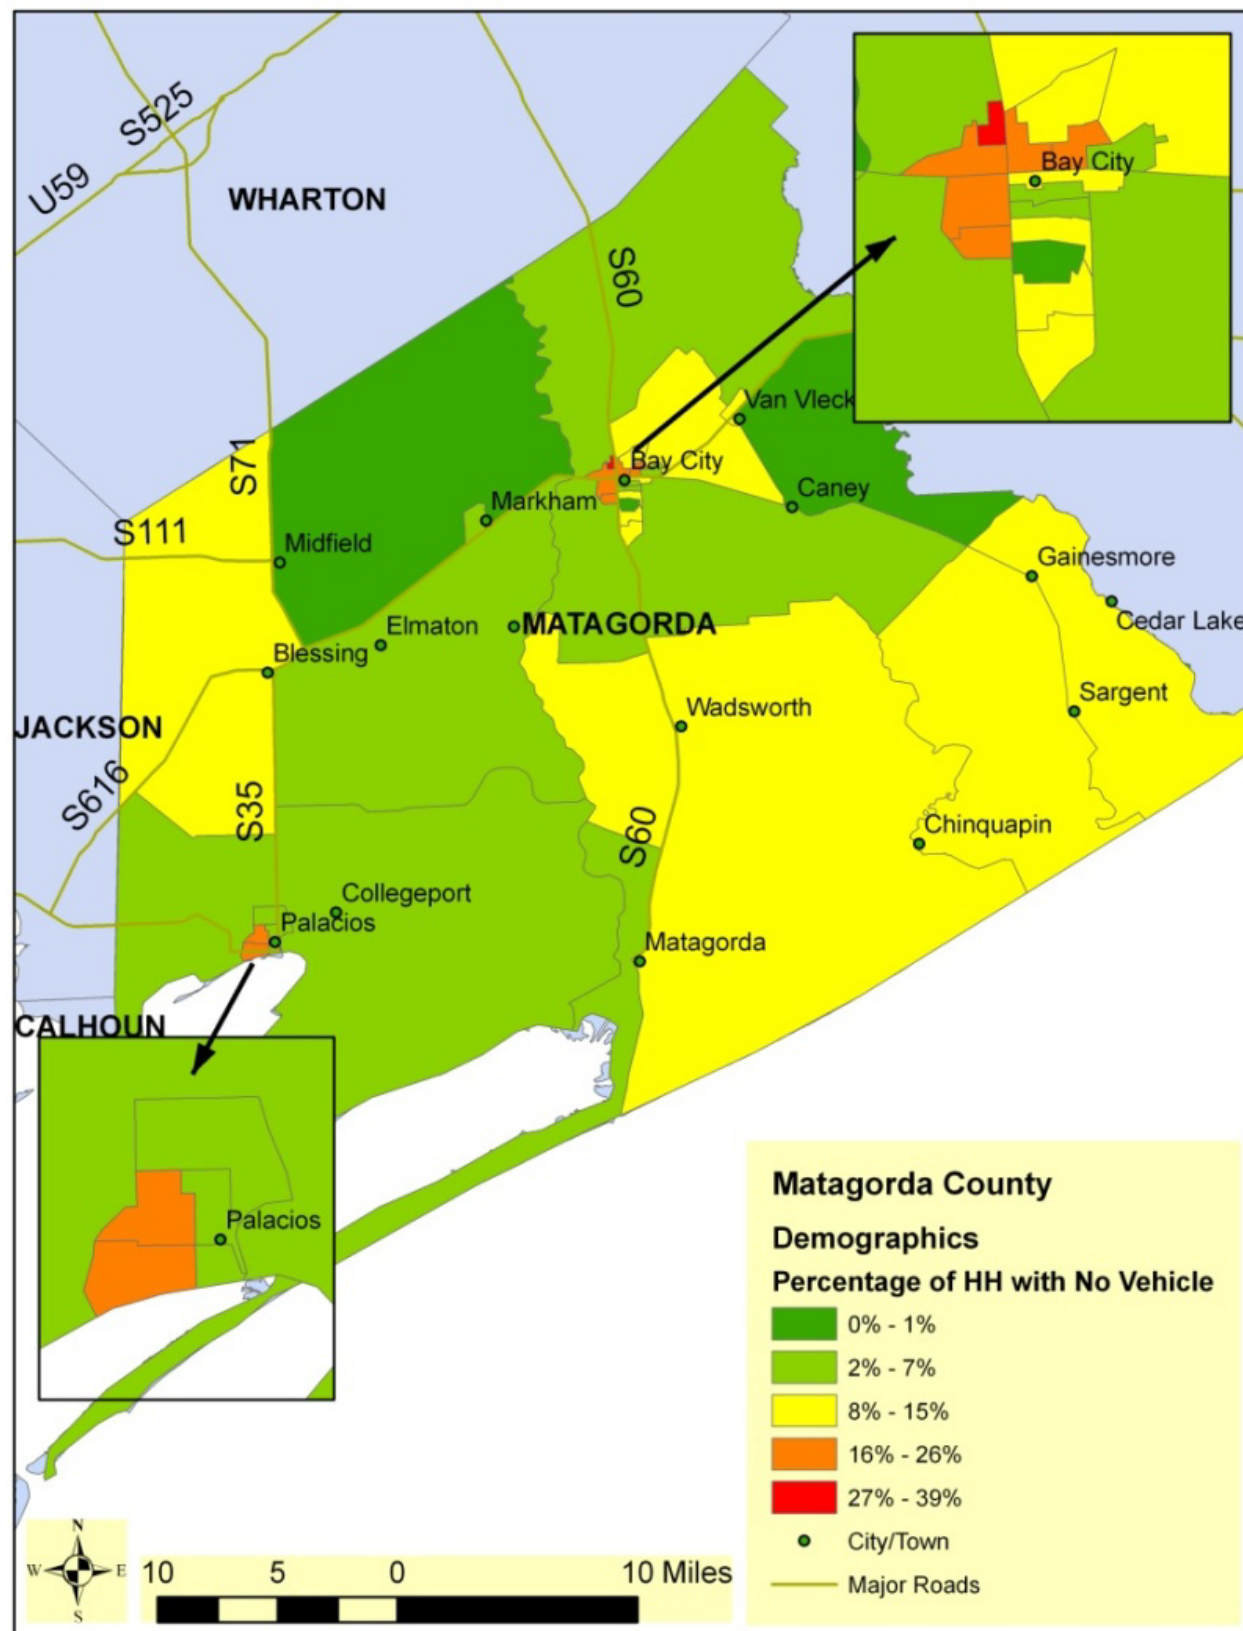 S525
U59
WHARTON
S60
Bay City
Van Vleck
S71
Bay City
Markham
Caney
S111
Midfield
Gainesmore
Elmaton
MATAGORDA
Cedar Lake
Blessing
Sargent
Wadsworth
JACKSON
S616
S35
S60
Chinquapin
Collegeport
Palacios
Matagorda
CALHOUN
Palacios
Matagorda County
Demographics
Percentage of HH with No Vehicle
0% - 1%
2% - 7%
8% - 15%
16% - 26%
27% - 39%
City/Town
Major Roads
N
W E
S
10 5 0 10 Miles